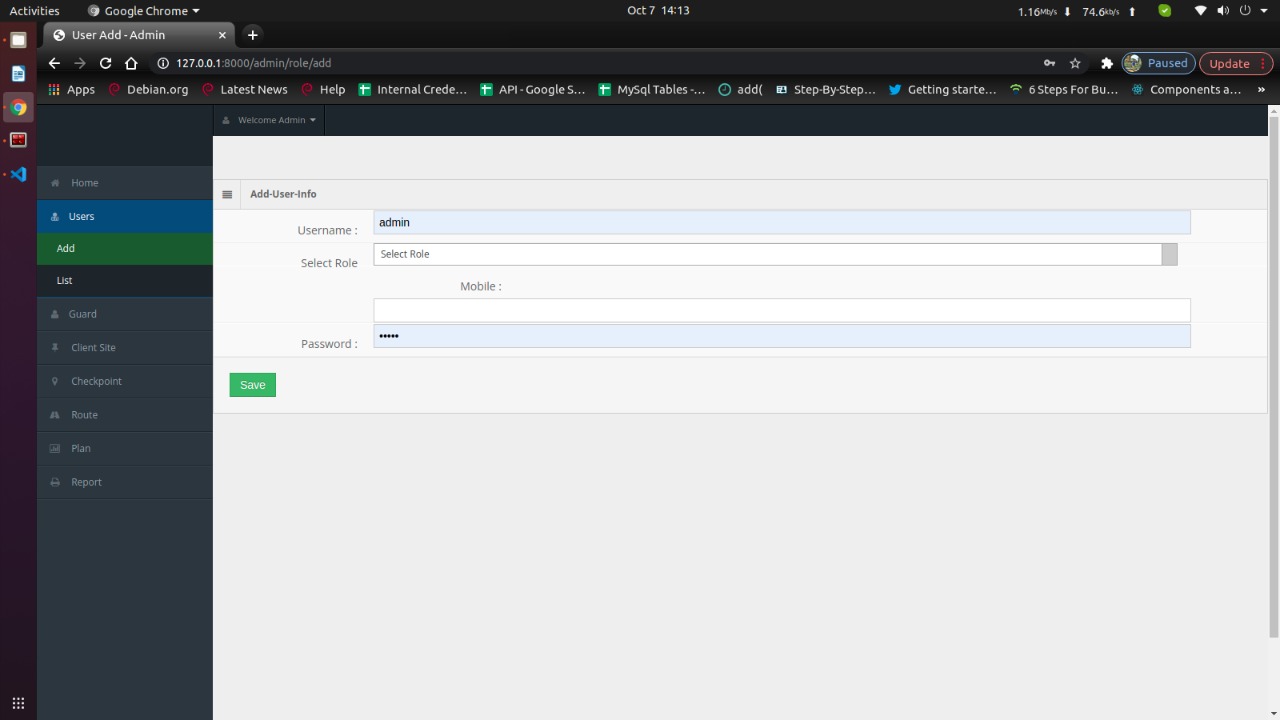 Activities Google Chrome Oct 7 14:13 1.16Mb/s 74.6kb/s
User Add - Admin
127.0.0.1:8000/admin/role/add Paused Update
Apps Debian.org Latest News Help Internal Crede... API - Google S... MySql Tables -... add( Step-By-Step... Getting starte... 6 Steps For Bu... Components a... »
Welcome Admin
Home
Users
Add
List
Guard
Client Site
Checkpoint
Route
Plan
Report
Add-User-Info
Username : admin
Select Role Select Role
Mobile :
Password : •••••
Save